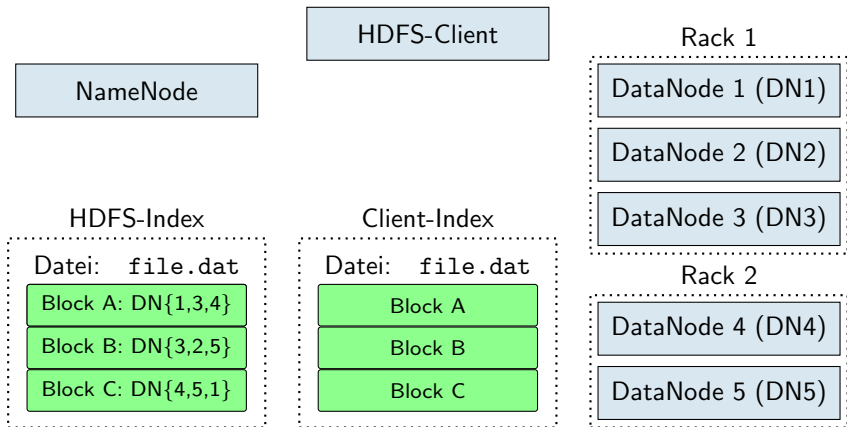 HDFS-Client
NameNode
HDFS-Index
Datei: file.dat
Block A: DN{1,3,4}
Block B: DN{3,2,5}
Block C: DN{4,5,1}
Client-Index
Datei: file.dat
Block A
Block B
Block C
Rack 1
DataNode 1 (DN1)
DataNode 2 (DN2)
DataNode 3 (DN3)
Rack 2
DataNode 4 (DN4)
DataNode 5 (DN5)